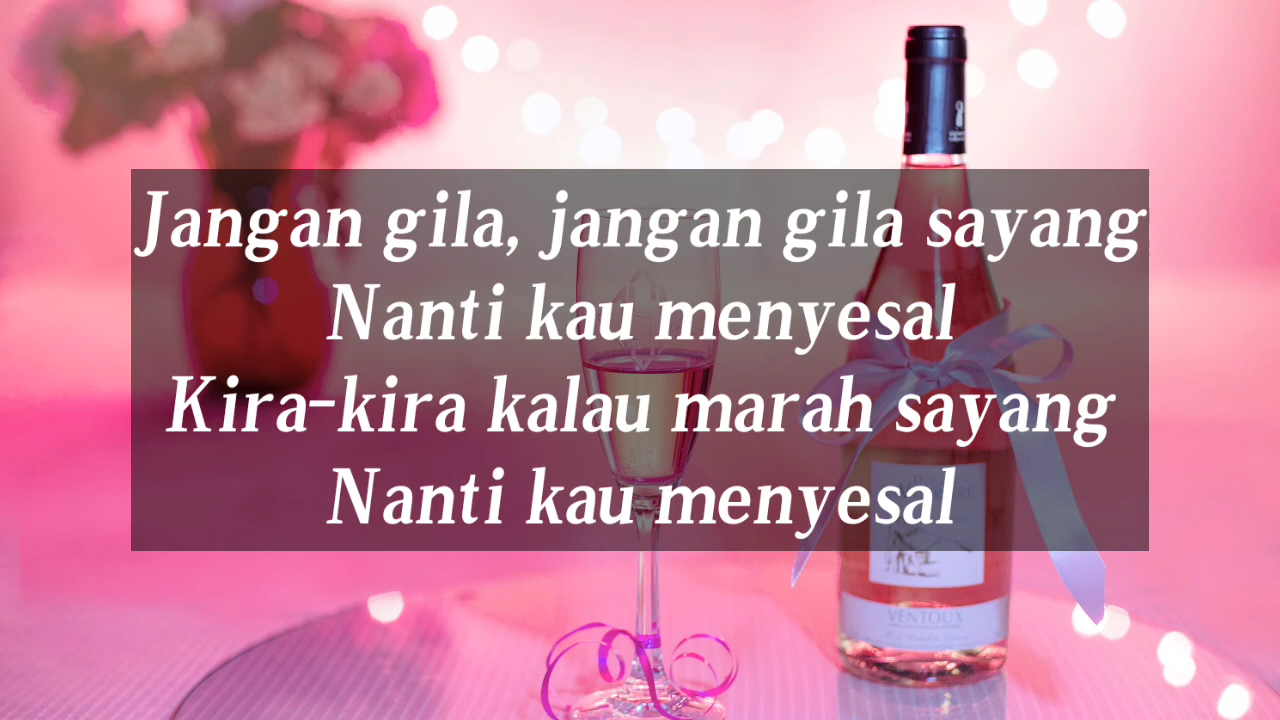 Jangan gila, jangan gila sayang
Nanti kau menyesal
Kira-kira kalau marah sayang
Nanti kau menyesal
VENTOUX